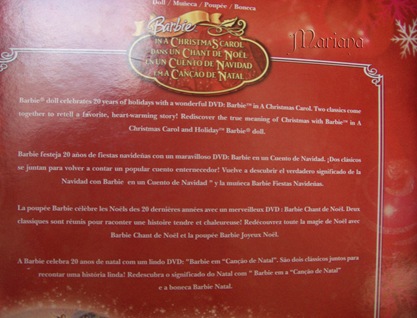 Doll / Muñeca / Poupée / Boneca
Barbie
IN A CHRISTMAS CAROL
DANS UN CHANT DE NOËL
EN UN CUENTO DE NAVIDAD
EM A CANÇÃO DE NATAL
Mariana
Barbie® doll celebrates 20 years of holidays with a wonderful DVD: Barbie™ in A Christmas Carol. Two classics
come together to retell a favorite, heart-warming story! Rediscover the true meaning of Christmas with Barbie™ in A
Christmas Carol and Holiday™ Barbie® doll.
Barbie festeja 20 años de fiestas navideñas con un maravilloso DVD: Barbie en un Cuento de Navidad. ¡Dos clásicos
se juntan para volver a contar un popular cuento enternecedor! Vuelve a descubrir el verdadero significado de la
Navidad con Barbie en un Cuento de Navidad " y la muñeca Barbie Fiestas Navideñas.
La poupée Barbie célèbre les Noëls des 20 dernières années avec un merveilleux DVD : Barbie Chant de Noël. Deux
classiques sont réunis pour raconter une histoire tendre et chaleureuse! Redécouvrez toute la magie de Noël avec
Barbie Chant de Noël et la poupée Barbie Joyeux Noël.
A Barbie celebra 20 anos de natal com um lindo DVD: "Barbie em “Canção de Natal”. São dois clássicos juntos para
recontar uma história linda! Redescubra o significado do Natal com " Barbie em a “Canção de Natal”
e a boneca Barbie Natal.